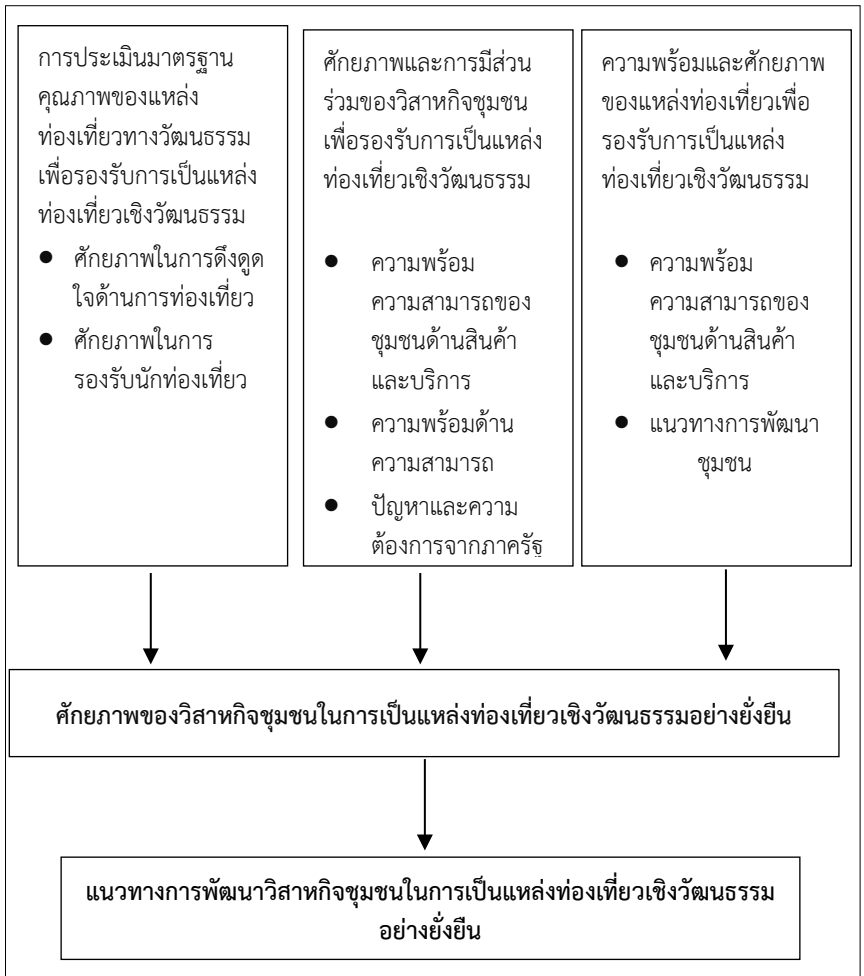 การประเมินมาตรฐาน
คุณภาพของแหล่ง
ท่องเที่ยวทางวัฒนธรรม
เพื่อรองรับการเป็นแหล่ง
ท่องเที่ยวเชิงวัฒนธรรม
● ศักยภาพในการดึงดูด
ใจด้านการท่องเที่ยว
● ศักยภาพในการ
รองรับนักท่องเที่ยว
ศักยภาพและการมีส่วน
ร่วมของวิสาหกิจชุมชน
เพื่อรองรับการเป็นแหล่ง
ท่องเที่ยวเชิงวัฒนธรรม
● ความพร้อม
ความสามารถของ
ชุมชนด้านสินค้า
และบริการ
● ความพร้อมด้าน
ความสามารถ
● ปัญหาและความ
ต้องการจากภาครัฐ
ความพร้อมและศักยภาพ
ของแหล่งท่องเที่ยวเพื่อ
รองรับการเป็นแหล่ง
ท่องเที่ยวเชิงวัฒนธรรม
● ความพร้อม
ความสามารถของ
ชุมชนด้านสินค้า
และบริการ
● แนวทางการพัฒนา
ชุมชน
ศักยภาพของวิสาหกิจชุมชนในการเป็นแหล่งท่องเที่ยวเชิงวัฒนธรรมอย่างยั่งยืน
แนวทางการพัฒนาวิสาหกิจชุมชนในการเป็นแหล่งท่องเที่ยวเชิงวัฒนธรรม
อย่างยั่งยืน